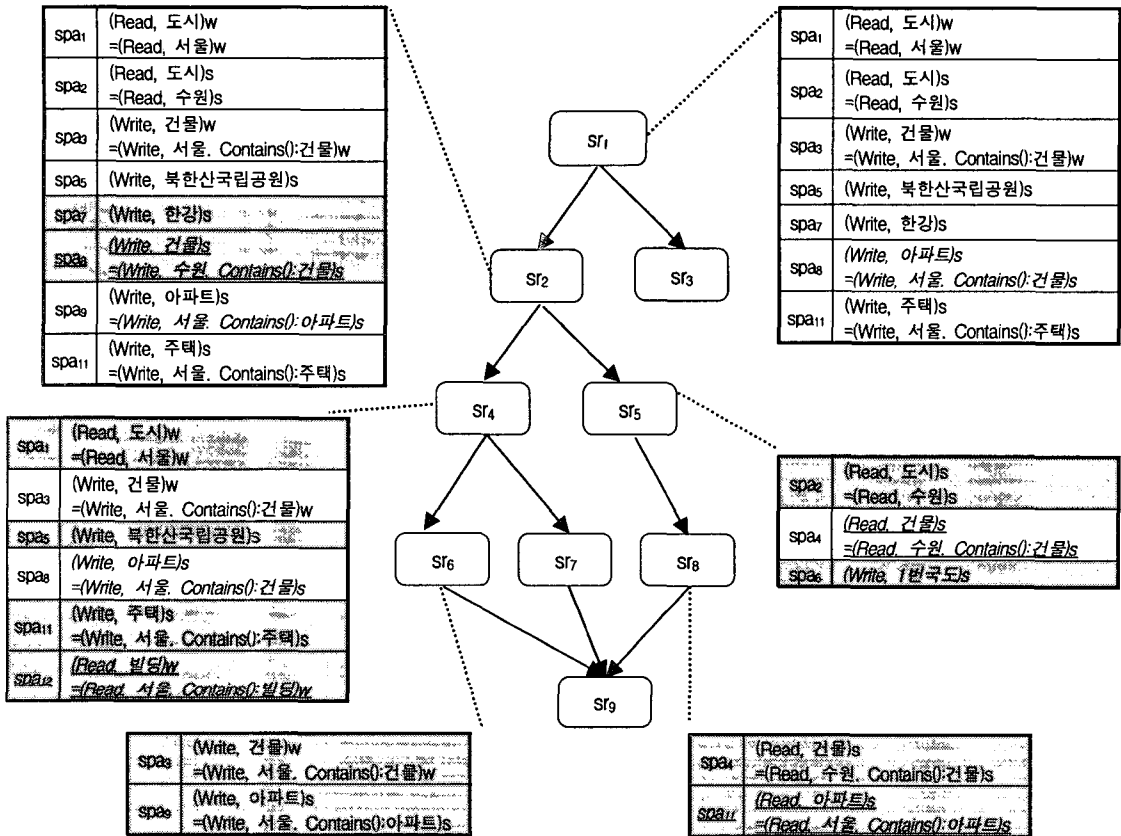 spa1 (Read, 도시)w
=(Read, 서울)w
spa2 (Read, 도시)s
=(Read, 수원)s
spa3 (Write, 건물)w
=(Write, 서울. Contains():건물)w
spa5 (Write, 북한산국립공원)s
spa7 (Write, 한강)s
spa8 (Write, 건물)s
=(Write, 수원. Contains():건물)s
spa9 (Write, 아파트)s
=(Write, 서울. Contains():아파트)s
spa11 (Write, 주택)s
=(Write, 서울. Contains():주택)s
spa1 (Read, 도시)w
=(Read, 서울)w
spa2 (Read, 도시)s
=(Read, 수원)s
spa3 (Write, 건물)w
=(Write, 서울. Contains():건물)w
spa5 (Write, 북한산국립공원)s
spa7 (Write, 한강)s
spa8 (Write, 아파트)s
=(Write, 서울. Contains():건물)s
spa11 (Write, 주택)s
=(Write, 서울. Contains():주택)s
sr1
sr2
sr3
sr4
sr5
spa1 (Read, 도시)w
=(Read, 서울)w
spa3 (Write, 건물)w
=(Write, 서울. Contains():건물)w
spa5 (Write, 북한산국립공원)s
spa8 (Write, 아파트)s
=(Write, 서울. Contains():건물)s
spa11 (Write, 주택)s
=(Write, 서울. Contains():주택)s
spa12 (Read, 빌딩)w
=(Read, 서울, Contains():빌딩)w
spa2 (Read, 도시)s
=(Read, 수원)s
spa4 (Read, 건물)s
=(Read, 수원. Contains():건물)s
spa6 (Write, 1번국도)s
sr6
sr7
sr8
sr9
(Write, 건물)w
=(Write, 서울. Contains():건물)w
spa9 (Write, 아파트)s
=(Write, 서울. Contains():아파트)s
spa4 (Read, 건물)s
=(Read, 수원. Contains():건물)s
spa11 (Read, 아파트)s
=(Read, 서울. Contains():아파트)s